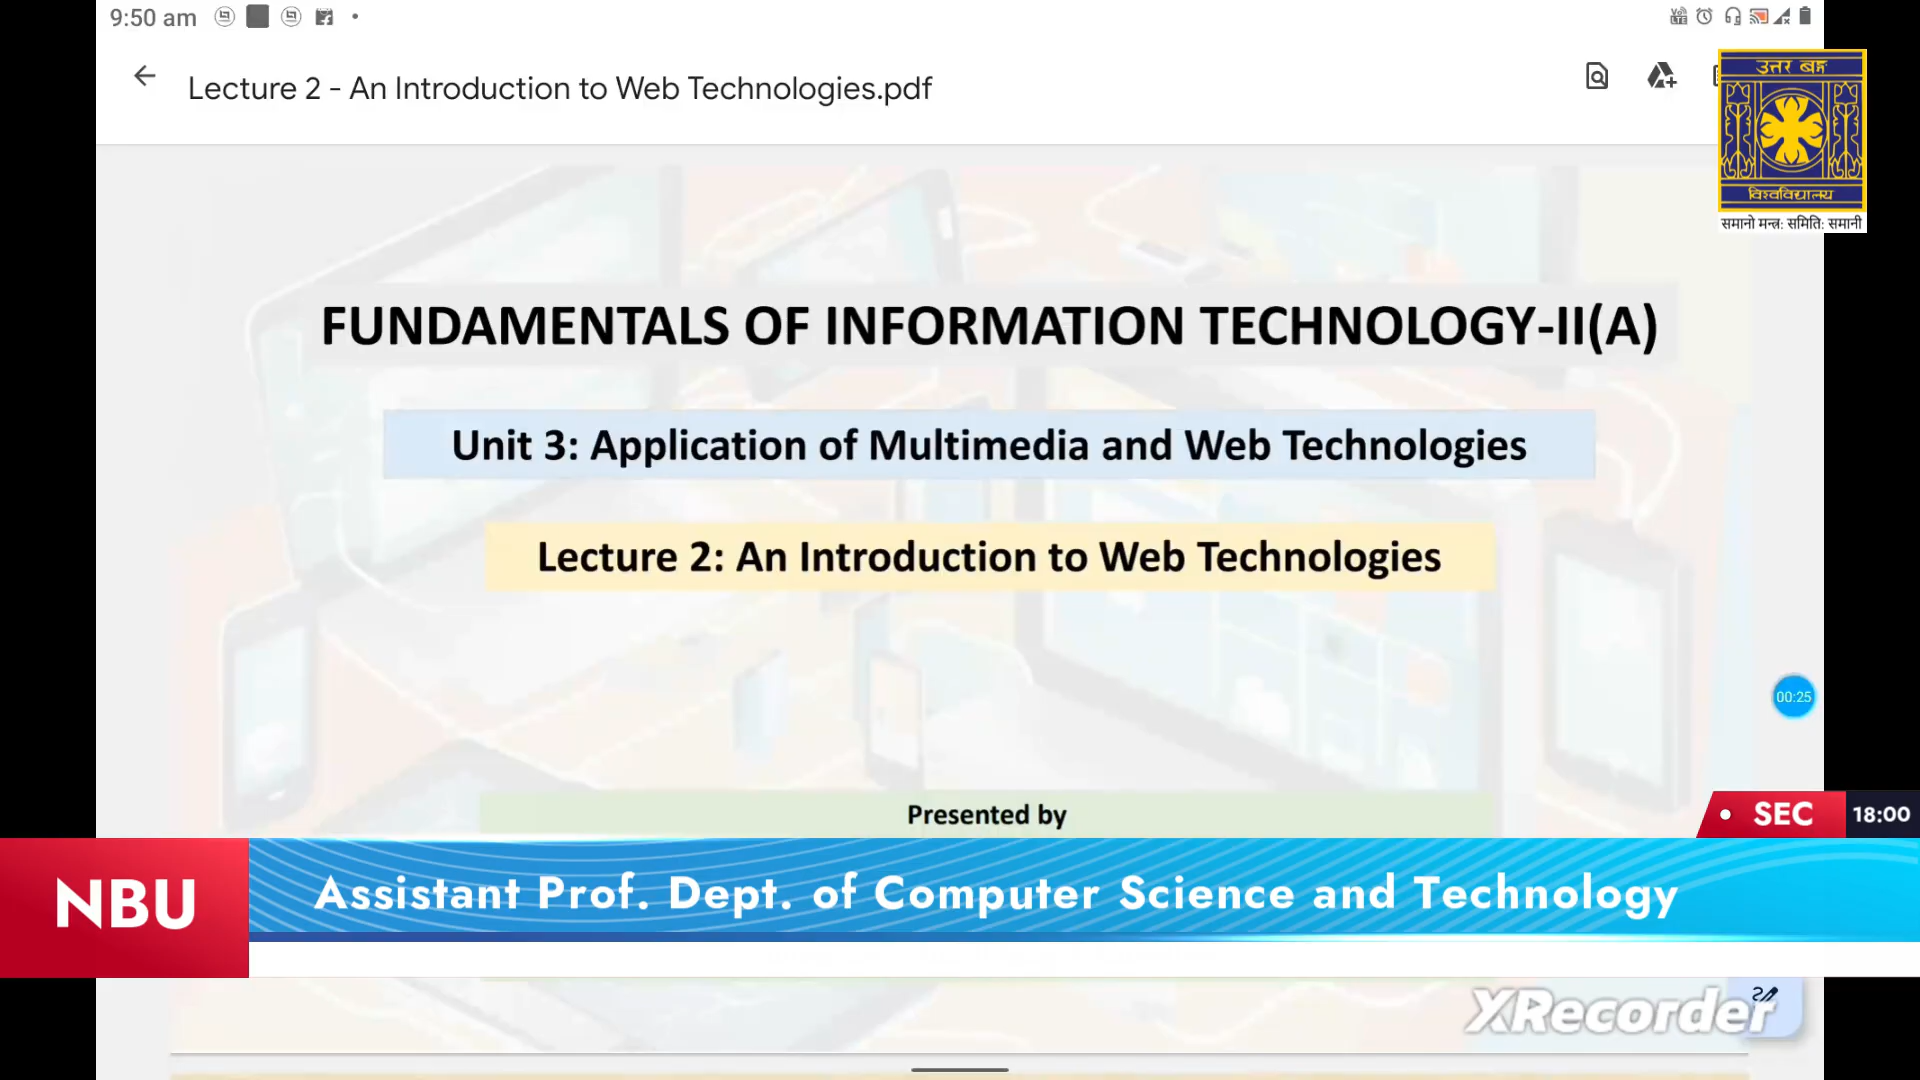 9:50 am
Lecture 2 - An Introduction to Web Technologies.pdf
उत्तर बङ्ग
विश्वविद्यालय
समानो मन्त्र: समिति: समानी
FUNDAMENTALS OF INFORMATION TECHNOLOGY-II(A)
Unit 3: Application of Multimedia and Web Technologies
Lecture 2: An Introduction to Web Technologies
00:25
Presented by
SEC
18:00
NBU
Assistant Prof. Dept. of Computer Science and Technology
XRecorder